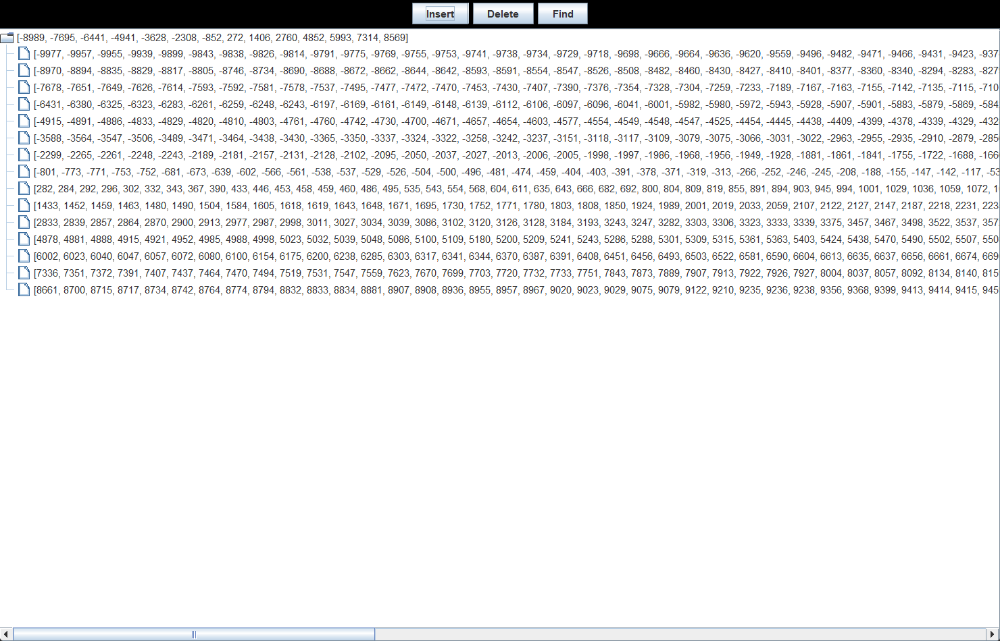 Insert Delete Find
[-8989, -7695, -6441, -4941, -3628, -2308, -852, 272, 1406, 2760, 4852, 5993, 7314, 8569]
[-9977, -9957, -9955, -9939, -9899, -9843, -9838, -9826, -9814, -9791, -9775, -9769, -9755, -9753, -9741, -9738, -9734, -9729, -9718, -9698, -9666, -9664, -9636, -9620, -9559, -9496, -9482, -9471, -9466, -9431, -9423, -937
[-8970, -8894, -8835, -8829, -8817, -8805, -8746, -8734, -8690, -8688, -8672, -8662, -8644, -8642, -8593, -8591, -8554, -8547, -8526, -8508, -8482, -8460, -8430, -8427, -8410, -8401, -8377, -8360, -8340, -8294, -8283, -827
[-7678, -7651, -7649, -7626, -7614, -7593, -7592, -7581, -7578, -7537, -7495, -7477, -7472, -7470, -7453, -7430, -7407, -7390, -7376, -7354, -7328, -7304, -7259, -7233, -7189, -7167, -7163, -7155, -7142, -7135, -7115, -710
[-6431, -6380, -6325, -6323, -6283, -6261, -6259, -6248, -6243, -6197, -6169, -6161, -6149, -6148, -6139, -6112, -6106, -6097, -6096, -6041, -6001, -5982, -5980, -5972, -5943, -5928, -5907, -5901, -5883, -5879, -5869, -584
[-4915, -4891, -4886, -4833, -4829, -4820, -4810, -4803, -4761, -4760, -4742, -4730, -4700, -4671, -4657, -4654, -4603, -4577, -4554, -4549, -4548, -4547, -4525, -4454, -4445, -4438, -4409, -4399, -4378, -4339, -4329, -432
[-3588, -3564, -3547, -3506, -3489, -3471, -3464, -3438, -3430, -3365, -3350, -3337, -3324, -3322, -3258, -3242, -3237, -3151, -3118, -3117, -3109, -3079, -3075, -3066, -3031, -3022, -2963, -2955, -2935, -2910, -2879, -285
[-2299, -2265, -2261, -2248, -2243, -2189, -2181, -2157, -2131, -2128, -2102, -2095, -2050, -2037, -2027, -2013, -2006, -2005, -1998, -1997, -1986, -1968, -1956, -1949, -1928, -1881, -1861, -1841, -1755, -1722, -1688, -166
[-801, -773, -771, -753, -752, -681, -673, -639, -602, -566, -561, -538, -537, -529, -526, -504, -500, -496, -481, -474, -459, -404, -403, -391, -378, -371, -319, -313, -266, -252, -246, -245, -208, -188, -155, -147, -142, -117, -53
[282, 284, 292, 296, 302, 332, 343, 367, 390, 433, 446, 453, 458, 459, 460, 486, 495, 535, 543, 554, 568, 604, 611, 635, 643, 666, 682, 692, 800, 804, 809, 819, 855, 891, 894, 903, 945, 994, 1001, 1029, 1036, 1059, 1072, 1
[1433, 1452, 1459, 1463, 1480, 1490, 1504, 1584, 1605, 1618, 1619, 1643, 1648, 1671, 1695, 1730, 1752, 1771, 1780, 1803, 1808, 1850, 1924, 1989, 2001, 2019, 2033, 2059, 2107, 2122, 2127, 2147, 2187, 2218, 2231, 223
[2833, 2839, 2857, 2864, 2870, 2900, 2913, 2977, 2987, 2998, 3011, 3027, 3034, 3039, 3086, 3102, 3120, 3126, 3128, 3184, 3193, 3243, 3247, 3282, 3303, 3306, 3323, 3333, 3339, 3375, 3457, 3467, 3498, 3522, 3537, 357
[4878, 4881, 4888, 4915, 4921, 4952, 4985, 4988, 4998, 5023, 5032, 5039, 5048, 5086, 5100, 5109, 5180, 5200, 5209, 5241, 5243, 5286, 5288, 5301, 5309, 5315, 5361, 5363, 5403, 5424, 5438, 5470, 5490, 5502, 5507, 550
[6002, 6023, 6040, 6047, 6057, 6072, 6080, 6100, 6154, 6175, 6200, 6238, 6285, 6303, 6317, 6341, 6344, 6370, 6387, 6391, 6408, 6451, 6456, 6493, 6503, 6522, 6581, 6590, 6604, 6613, 6635, 6637, 6656, 6661, 6674, 669
[7336, 7351, 7372, 7391, 7407, 7437, 7464, 7470, 7494, 7519, 7531, 7547, 7559, 7623, 7670, 7699, 7703, 7720, 7732, 7733, 7751, 7843, 7873, 7889, 7907, 7913, 7922, 7926, 7927, 8004, 8037, 8057, 8092, 8134, 8140, 815
[8661, 8700, 8715, 8717, 8734, 8742, 8764, 8774, 8794, 8832, 8833, 8834, 8881, 8907, 8908, 8936, 8955, 8957, 8967, 9020, 9023, 9029, 9075, 9079, 9122, 9210, 9235, 9236, 9238, 9356, 9368, 9399, 9413, 9414, 9415, 945